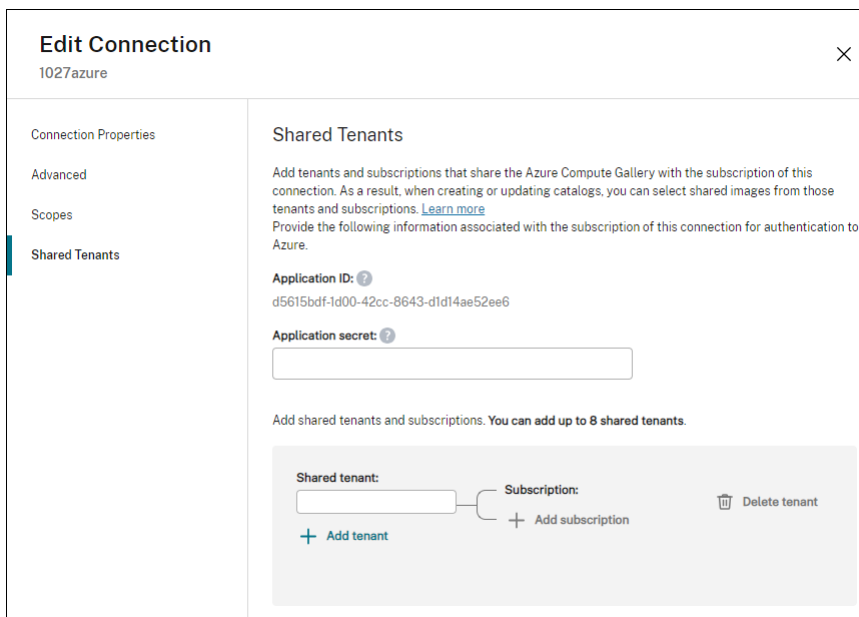 Edit Connection
1027azure
Connection Properties
Advanced
Scopes
Shared Tenants
Shared Tenants
Add tenants and subscriptions that share the Azure Compute Gallery with the subscription of this
connection. As a result, when creating or updating catalogs, you can select shared images from those
tenants and subscriptions. Learn more
Provide the following information associated with the subscription of this connection for authentication to
Azure.
Application ID: ?
d5615bdf-1d00-42cc-8643-d1d14ae52ee6
Application secret: ?
Add shared tenants and subscriptions. You can add up to 8 shared tenants.
Shared tenant:
Subscription:
Delete tenant
Add subscription
Add tenant